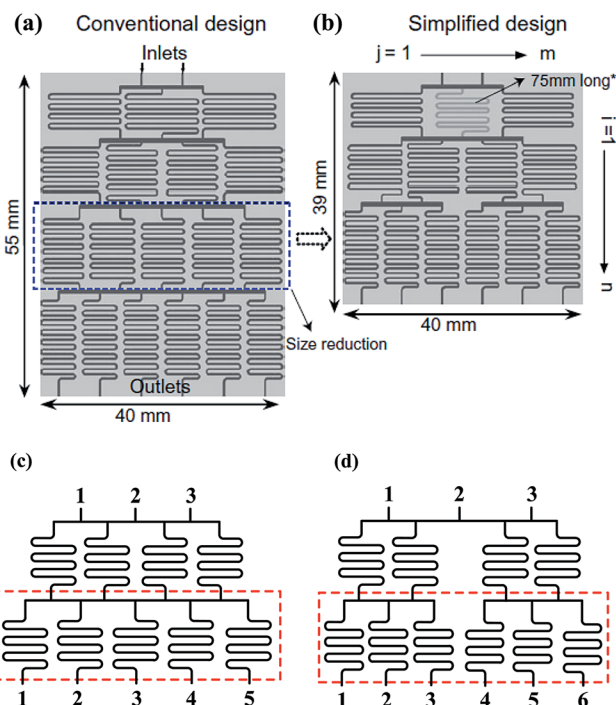 (a) Conventional design
Inlets
55 mm
Outlets
40 mm
Size reduction
(b) Simplified design
j = 1 m
75mm long*
i = 1
n
39 mm
40 mm
(c)
1 2 3
1 2 3 4 5
(d)
1 2 3
1 2 3 4 5 6